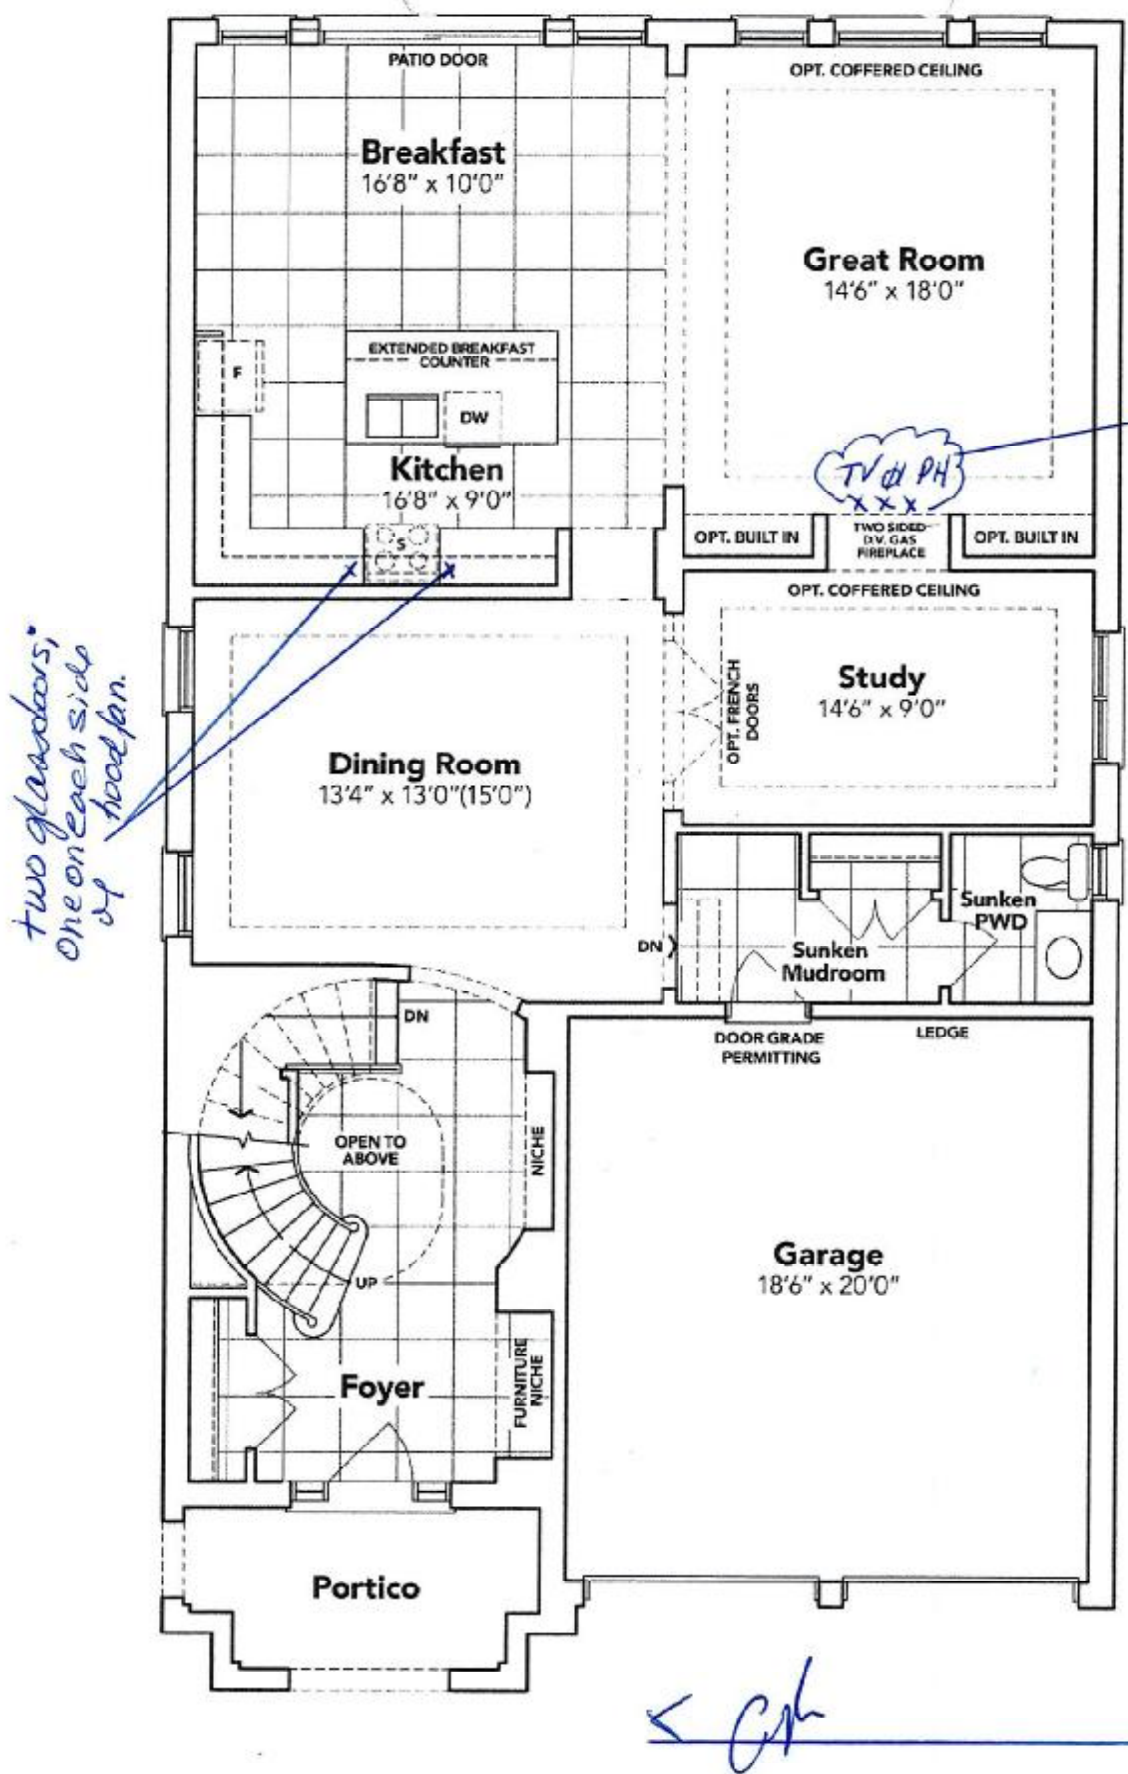 PATIO DOOR
OPT. COFFERED CEILING
Breakfast
16'8" x 10'0"
Great Room
14'6" x 18'0"
EXTENDED BREAKFAST
COUNTER
F
DW
Kitchen
16'8" x 9'0"
TV @ PH
x x x
S
OPT. BUILT IN
TWO SIDED
D.V. GAS
FIREPLACE
OPT. BUILT IN
x x
OPT. COFFERED CEILING
two glass doors;
one on each side
of hood fan.
OPT. FRENCH
DOORS
Study
14'6" x 9'0"
Dining Room
13'4" x 13'0"(15'0")
Sunken
PWD
DN
Sunken
Mudroom
DN
DOOR GRADE
PERMITTING
LEDGE
OPEN TO
ABOVE
NICHE
UP
Garage
18'6" x 20'0"
Foyer
FURNITURE
NICHE
Portico